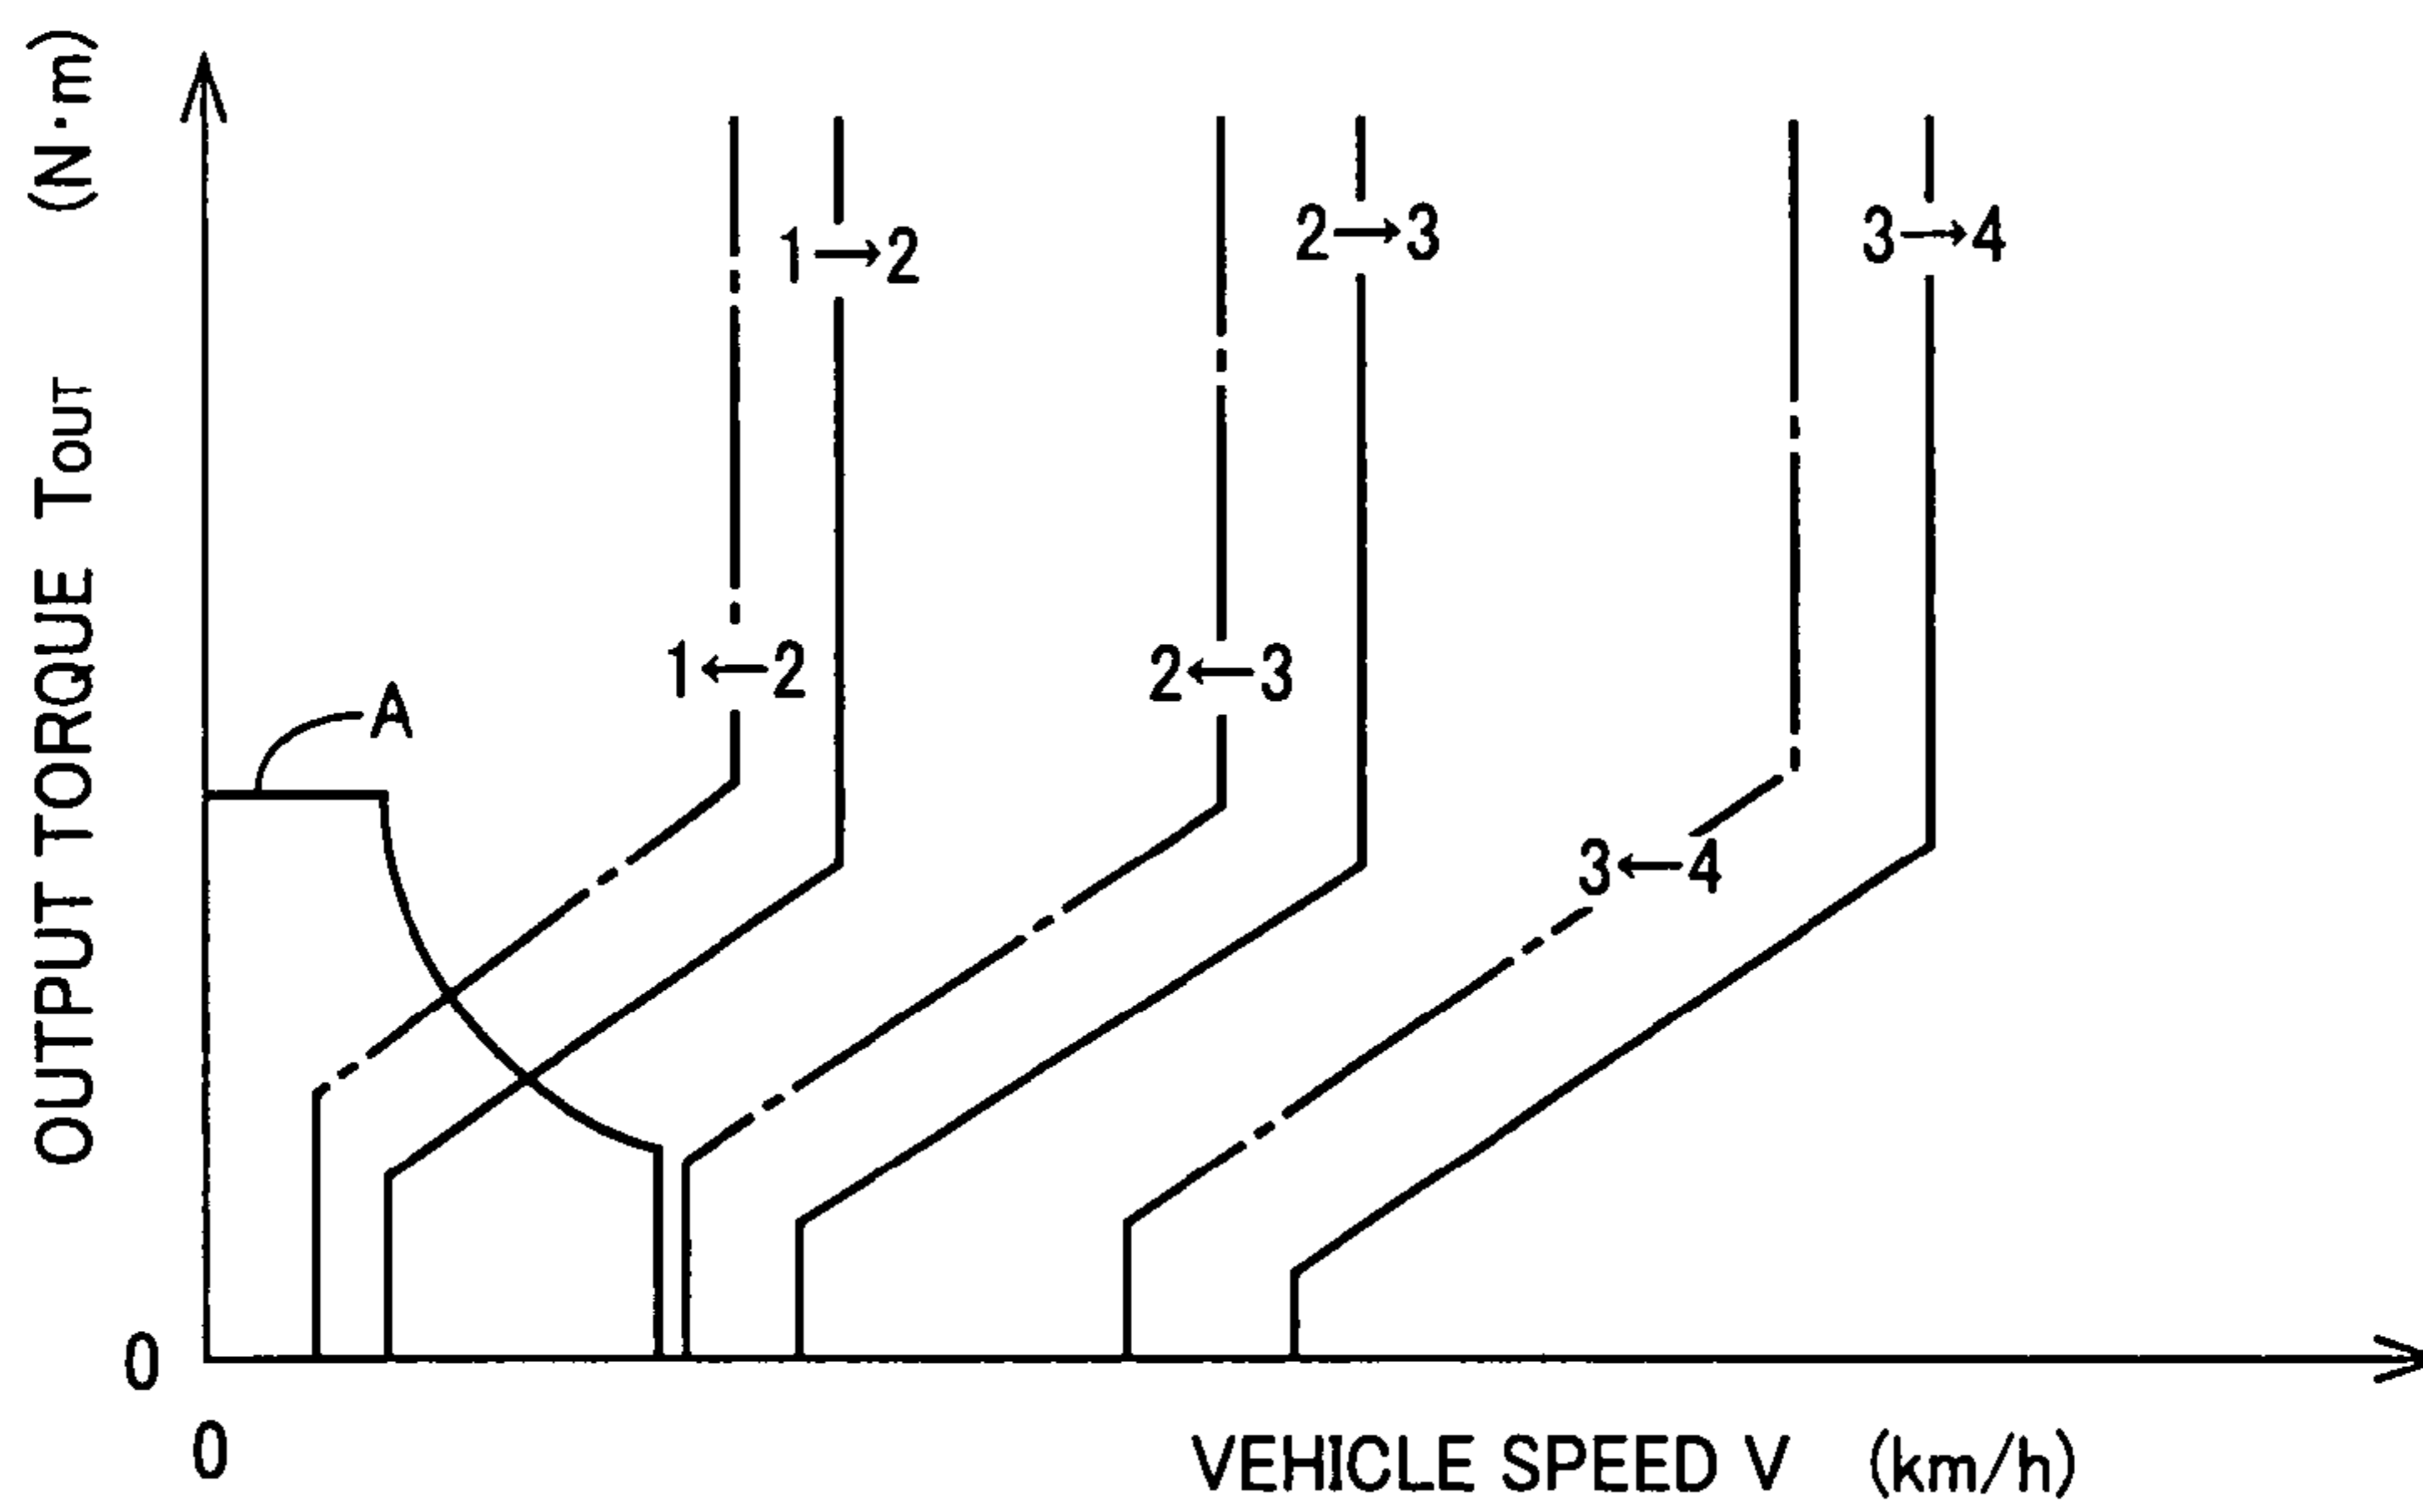 OUTPUT TORQUE TOUT (N·m)
1→2
2→3
3→4
1←2
2←3
A
3←4
0
0
VEHICLE SPEED V (km/h)